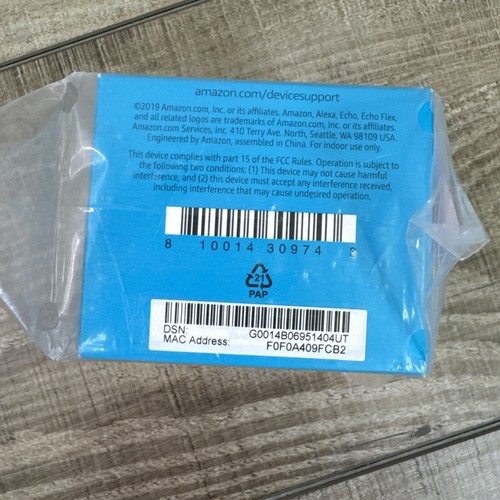 amazon.com/devicesupport
©2019 Amazon.com, Inc. or its affiliates. Amazon, Alexa, Echo, Echo Flex,
and all related logos are trademarks of Amazon.com, Inc. or its affiliates.
Amazon.com Services, Inc. 410 Terry Ave. North, Seattle, WA 98109 USA.
Engineered by Amazon, assembled in China. For indoor use only.
This device complies with part 15 of the FCC Rules. Operation is subject to
the following two conditions: (1) This device may not cause harmful
interference, and (2) this device must accept any interference received,
including interference that may cause undesired operation.
8 10014 30974
21
PAP
DSN: G0014B06951404UT
MAC Address: F0F0A409FCB2